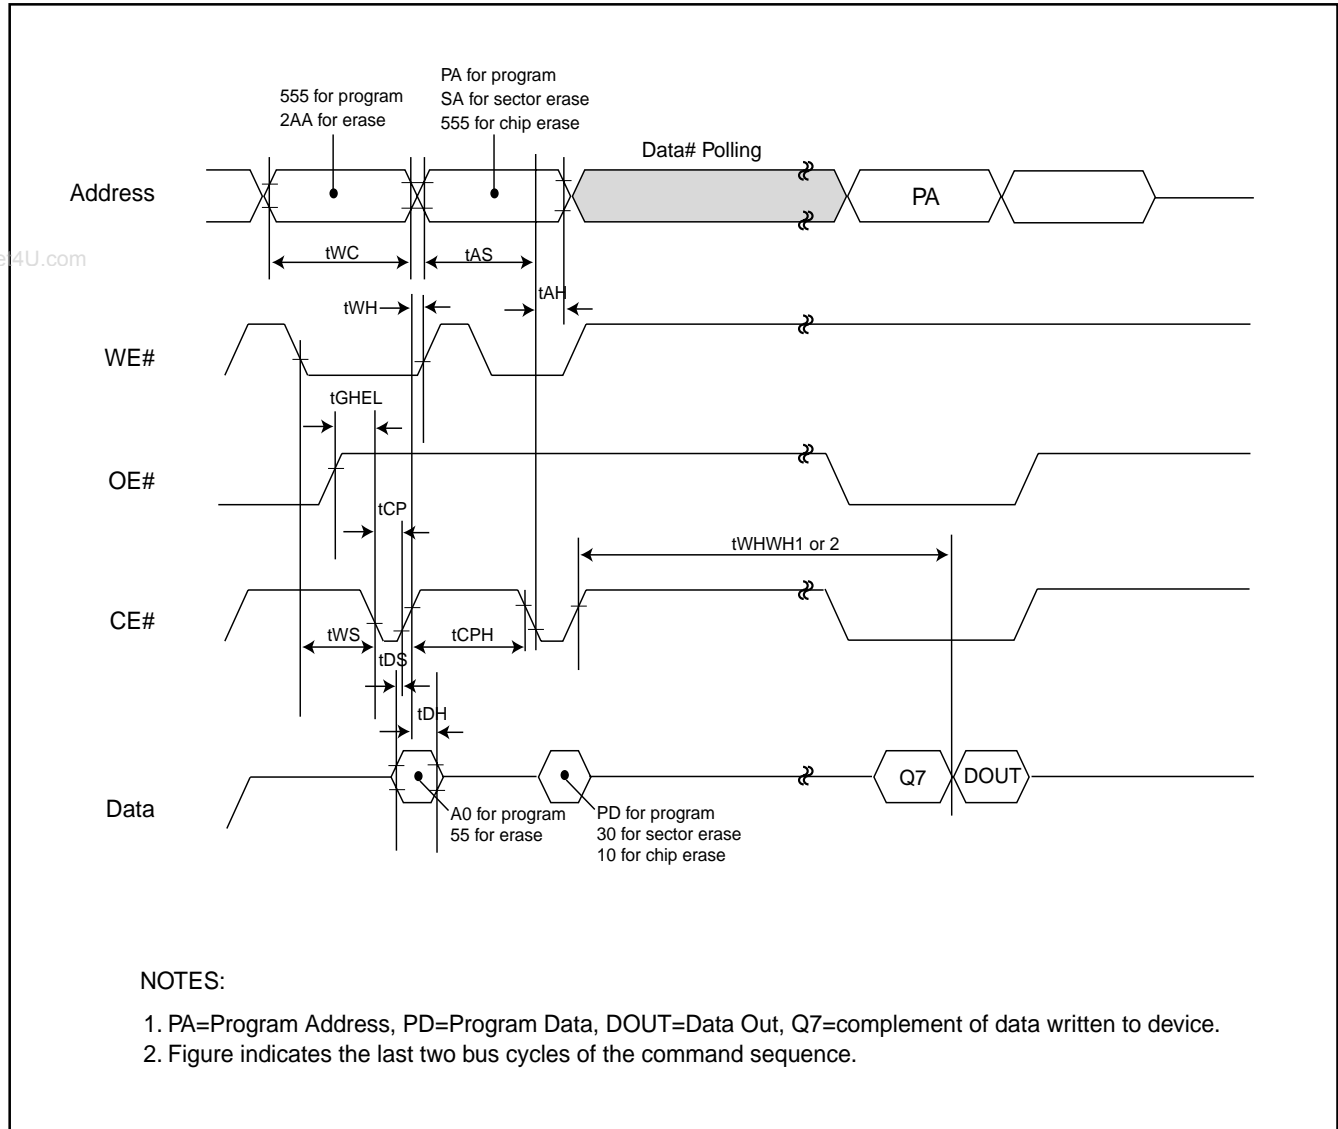 555 for program
2AA for erase
PA for program
SA for sector erase
555 for chip erase
Data# Polling
Address
PA
tWC
tAS
4U.com
tAH
tWH
WE#
tGHEL
OE#
tCP
tWHWH1 or 2
CE#
tWS
tCPH
tDS
tDH
Q7
DOUT
Data
A0 for program
55 for erase
PD for program
30 for sector erase
10 for chip erase
NOTES:
1. PA=Program Address, PD=Program Data, DOUT=Data Out, Q7=complement of data written to device.
2. Figure indicates the last two bus cycles of the command sequence.